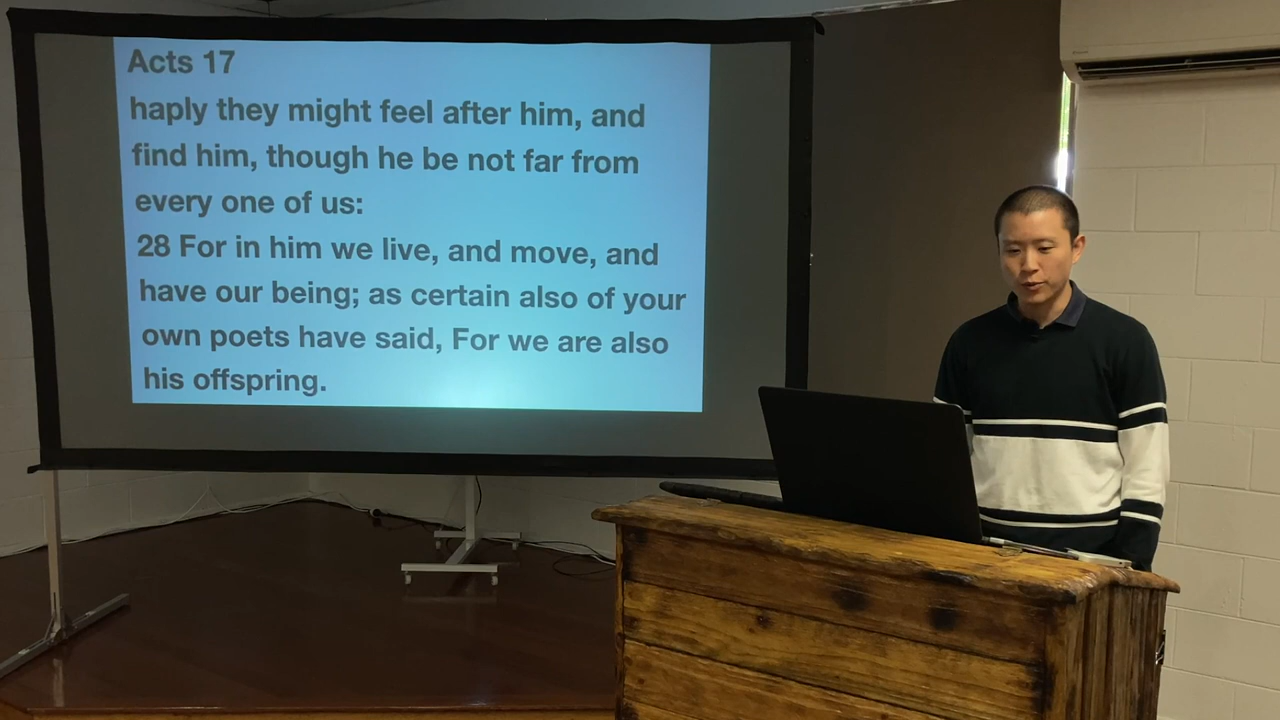 Acts 17
haply they might feel after him, and
find him, though he be not far from
every one of us:
28 For in him we live, and move, and
have our being; as certain also of your
own poets have said, For we are also
his offspring.